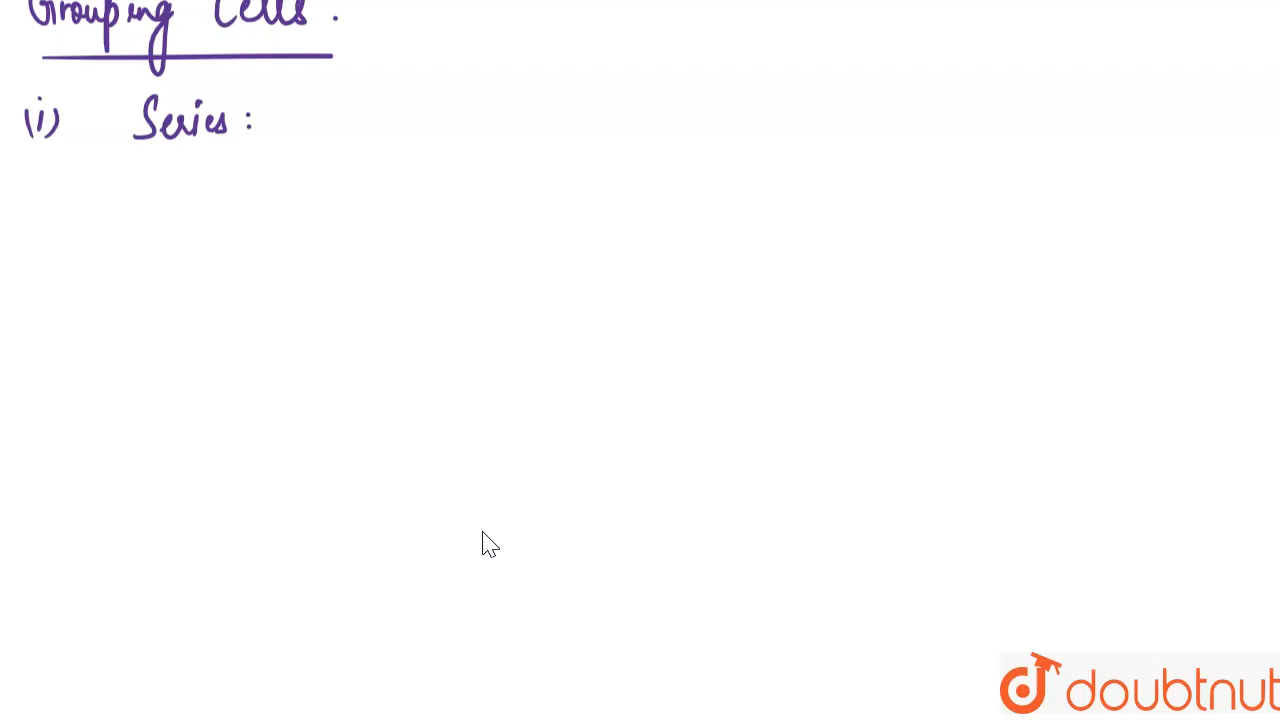 Grouping Cells .
(i) Series :
doubtnut